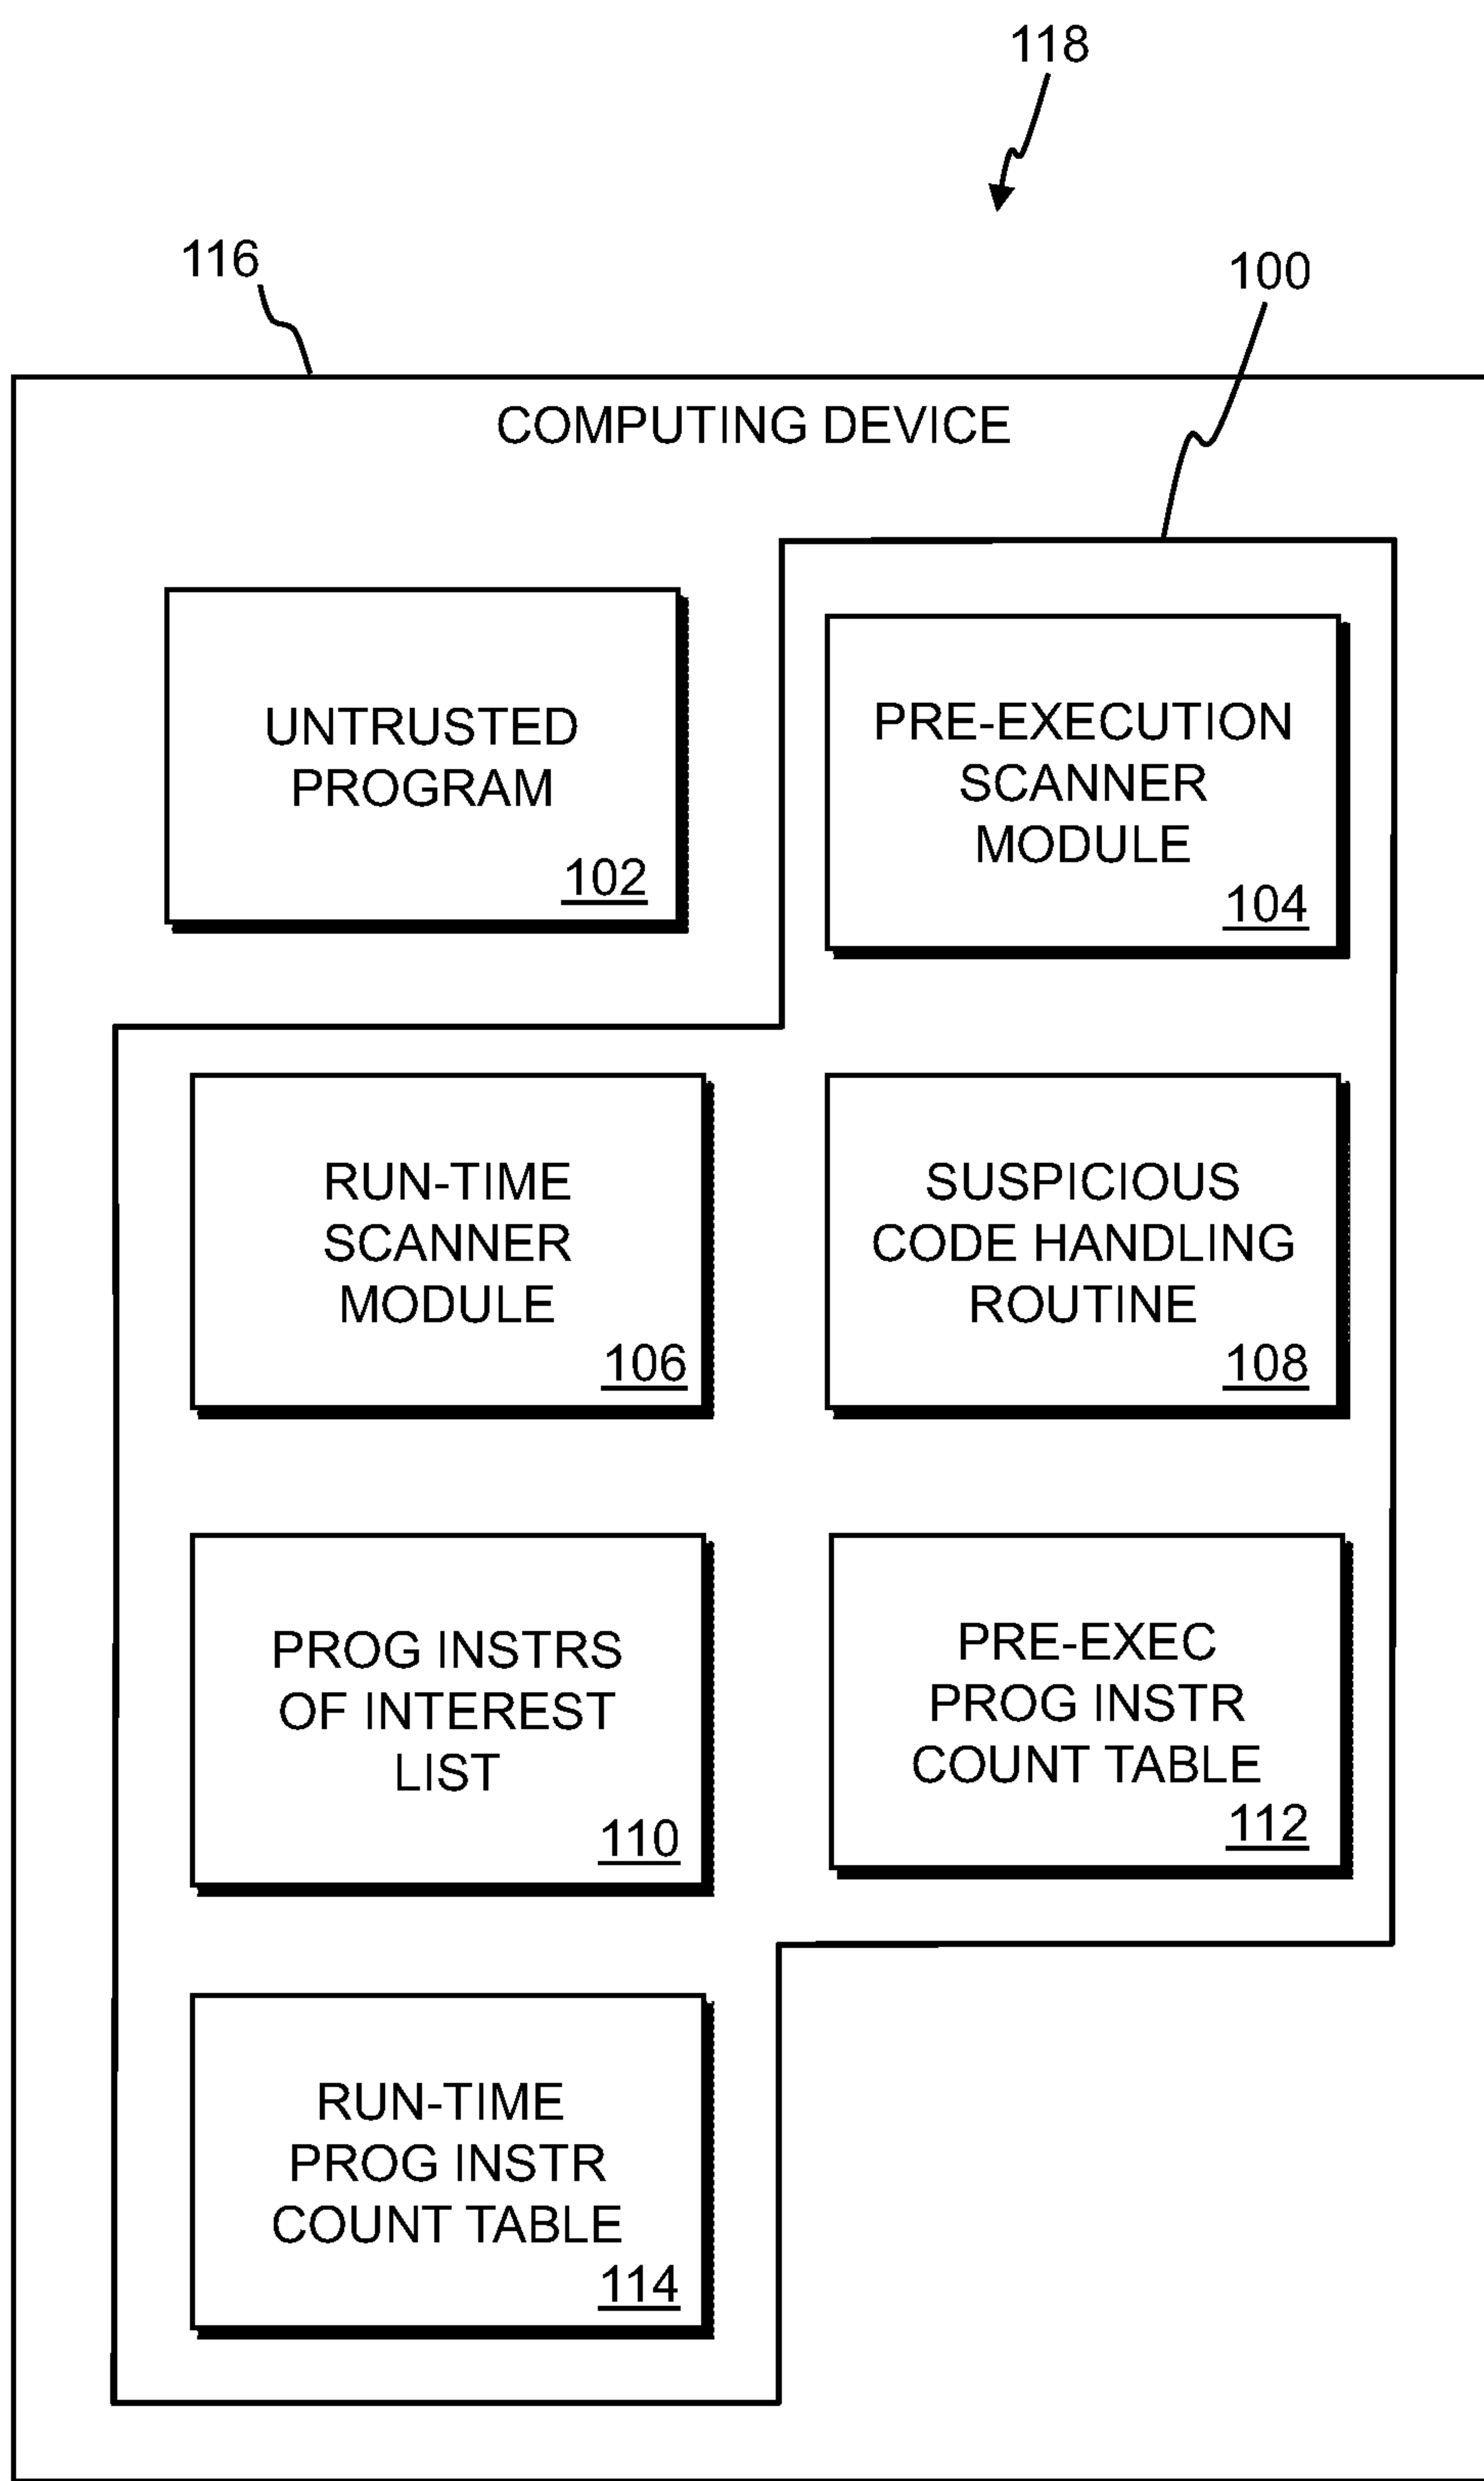 118
116
100
COMPUTING DEVICE
UNTRUSTED
PROGRAM
102
PRE-EXECUTION
SCANNER
MODULE
104
RUN-TIME
SCANNER
MODULE
106
SUSPICIOUS
CODE HANDLING
ROUTINE
108
PROG INSTRS
OF INTEREST
LIST
110
PRE-EXEC
PROG INSTR
COUNT TABLE
112
RUN-TIME
PROG INSTR
COUNT TABLE
114